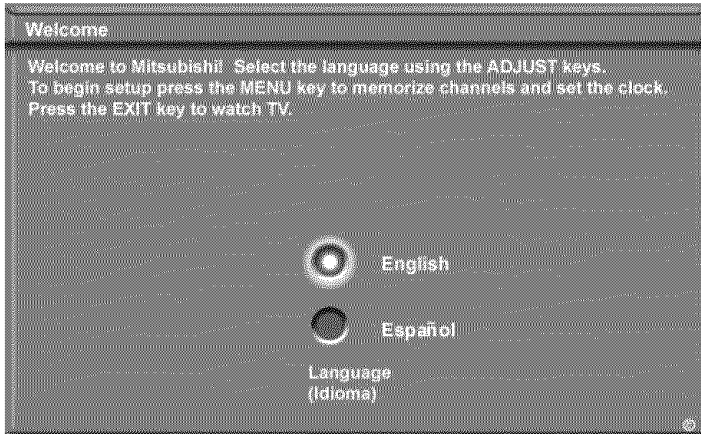 Welcome
Welcome to Mitsubishi! Select the language using the ADJUST keys.
To begin setup press the MENU key to memorize channels and set the clock.
Press the EXIT key to watch TV.
English
Español
Language
(Idioma)
©